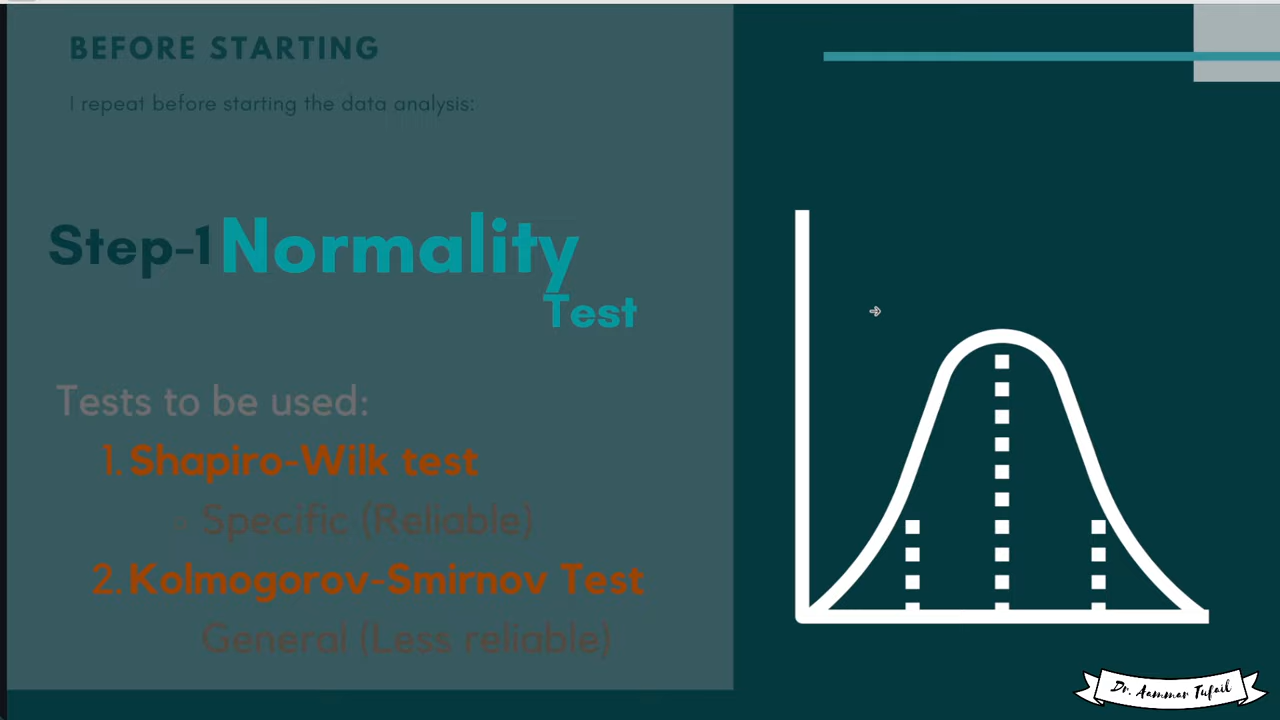 BEFORE STARTING
I repeat before starting the data analysis:
Step-1 Normality
Test
Tests to be used:
1. Shapiro-Wilk test
Specific (Reliable)
2. Kolmogorov-Smirnov Test
General (Less reliable)
Dr. Aammar Tufail